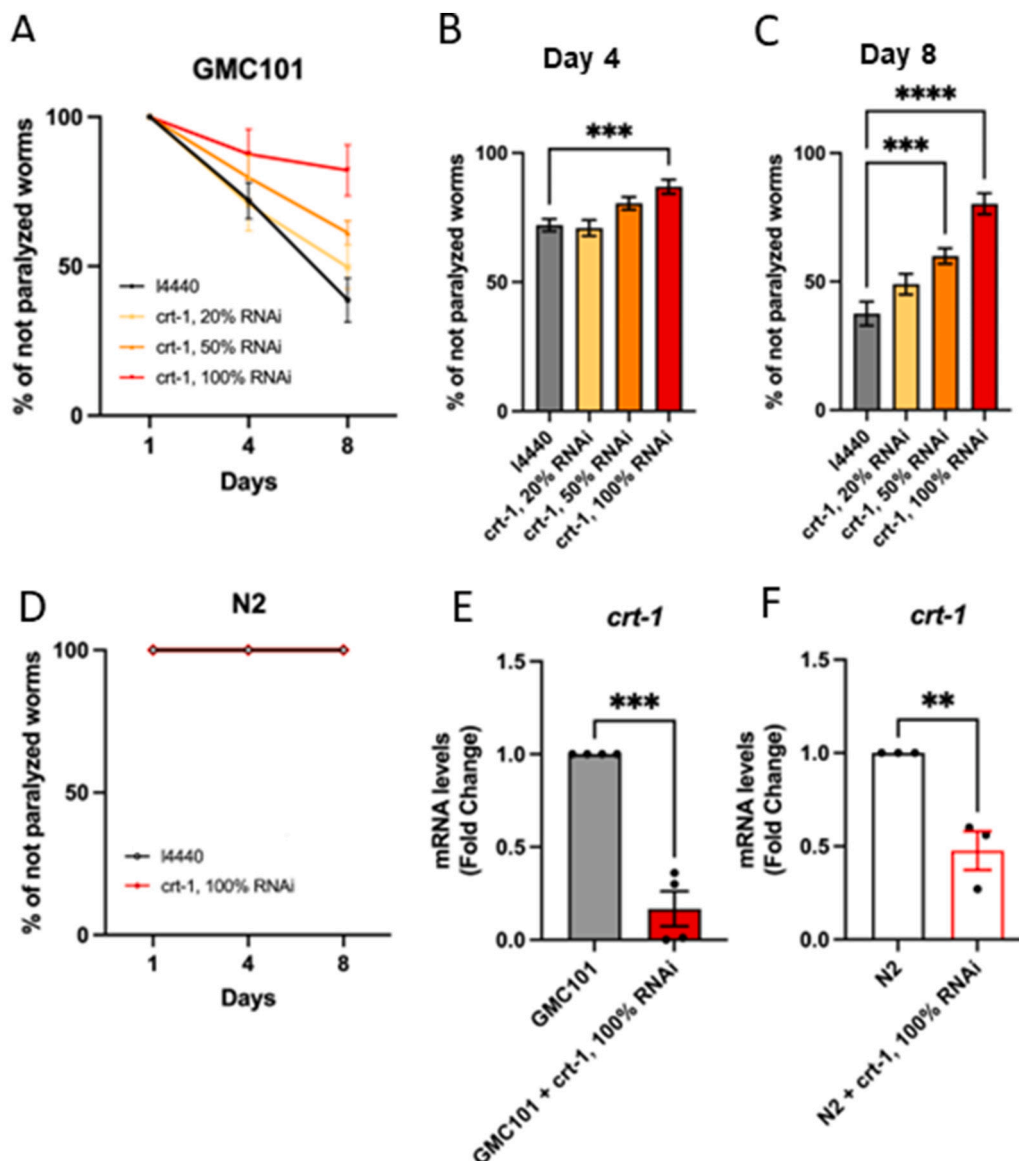 A
GMC101
% of not paralyzed worms
100
50
0
1
4
8
Days
l4440
crt-1, 20% RNAi
crt-1, 50% RNAi
crt-1, 100% RNAi
B
Day 4
***
% of not paralyzed worms
100
50
0
l4440
crt-1, 20% RNAi
crt-1, 50% RNAi
crt-1, 100% RNAi
C
Day 8
****
***
% of not paralyzed worms
100
50
0
l4440
crt-1, 20% RNAi
crt-1, 50% RNAi
crt-1, 100% RNAi
D
N2
% of not paralyzed worms
100
50
0
1
4
8
Days
l4440
crt-1, 100% RNAi
E
crt-1
***
mRNA levels
(Fold Change)
1.5
1.0
0.5
0.0
GMC101
GMC101 + crt-1, 100% RNAi
F
crt-1
**
mRNA levels
(Fold Change)
1.5
1.0
0.5
0.0
N2
N2 + crt-1, 100% RNAi